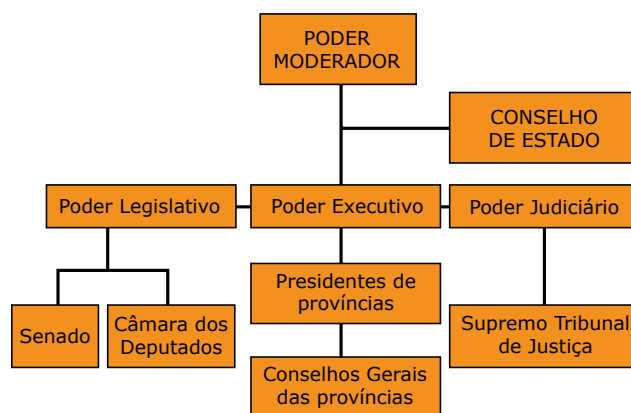 PODER
MODERADOR
CONSELHO
DE ESTADO
Poder Legislativo
Poder Executivo
Poder Judiciário
Senado
Câmara dos
Deputados
Presidentes de
províncias
Supremo Tribunal
de Justiça
Conselhos Gerais
das províncias